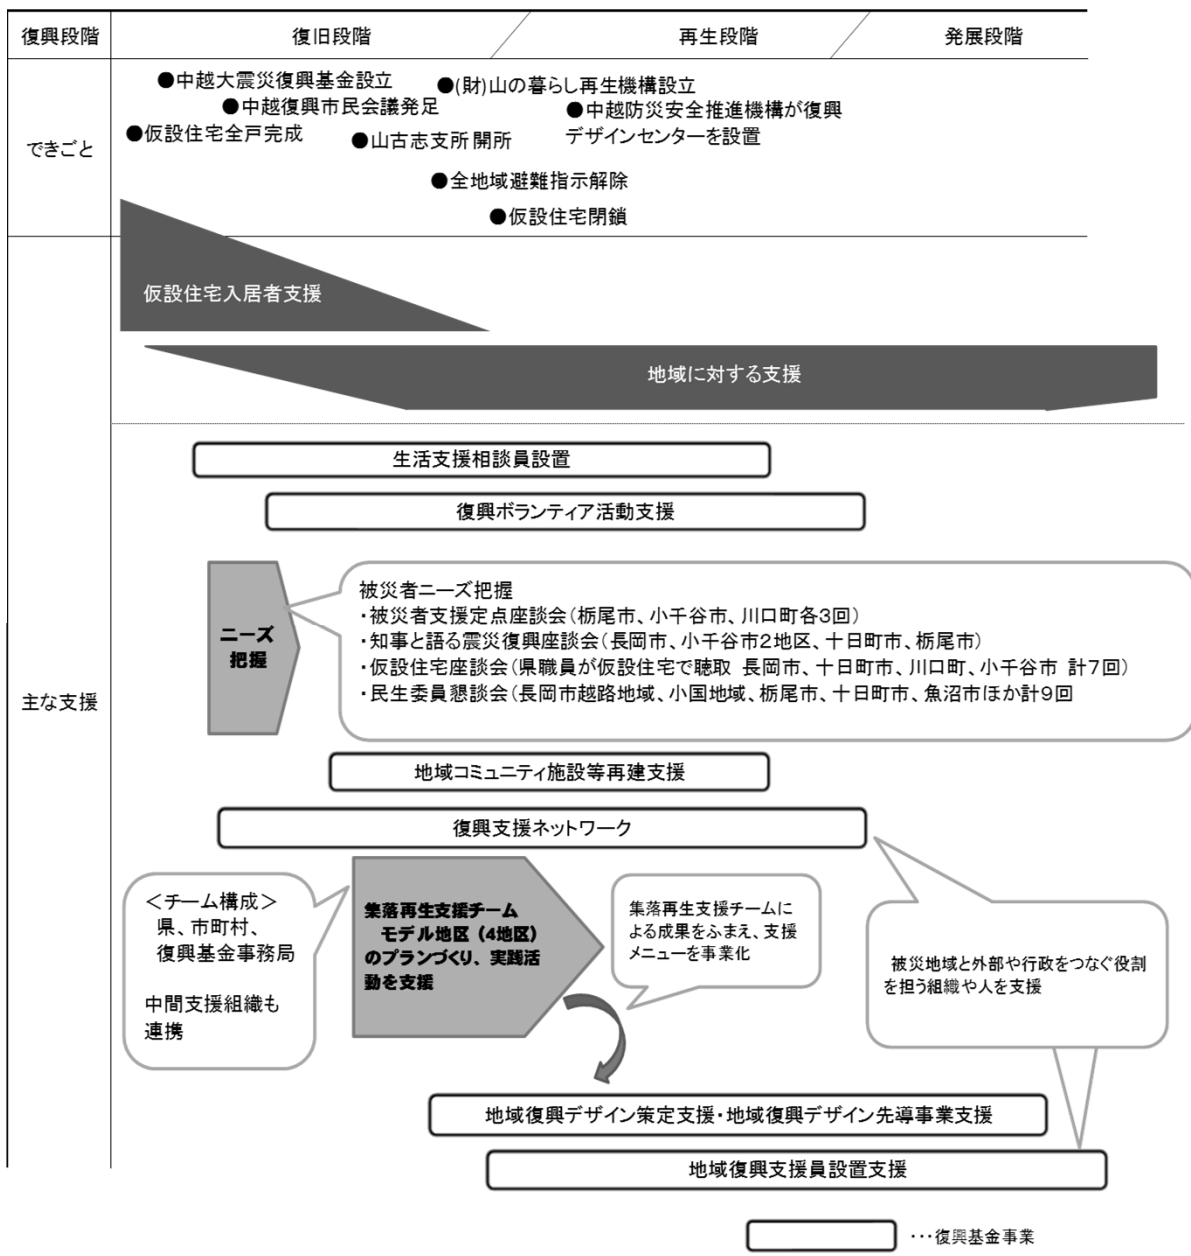 復興段階
復旧段階
再生段階
発展段階
できごと
●中越大震災復興基金設立
●(財)山の暮らし再生機構設立
●中越復興市民会議発足
●中越防災安全推進機構が復興
デザインセンターを設置
●仮設住宅全戸完成
●山古志支所開所
●全地域避難指示解除
●仮設住宅閉鎖
主な支援
仮設住宅入居者支援
地域に対する支援
生活支援相談員設置
復興ボランティア活動支援
ニーズ
把握
被災者ニーズ把握
・被災者支援定点座談会(栃尾市、小千谷市、川口町各3回)
・知事と語る震災復興座談会(長岡市、小千谷市2地区、十日町市、栃尾市)
・仮設住宅座談会(県職員が仮設住宅で聴取 長岡市、十日町市、川口町、小千谷市 計7回)
・民生委員懇談会(長岡市越路地域、小国地域、栃尾市、十日町市、魚沼市ほか計9回
地域コミュニティ施設等再建支援
復興支援ネットワーク
<チーム構成>
県、市町村、
復興基金事務局
中間支援組織も
連携
集落再生支援チーム
モデル地区(4地区)
のプランづくり、実践活
動を支援
集落再生支援チームに
よる成果をふまえ、支援
メニューを事業化
被災地域と外部や行政をつなぐ役割
を担う組織や人を支援
地域復興デザイン策定支援・地域復興デザイン先導事業支援
地域復興支援員設置支援
・・・復興基金事業